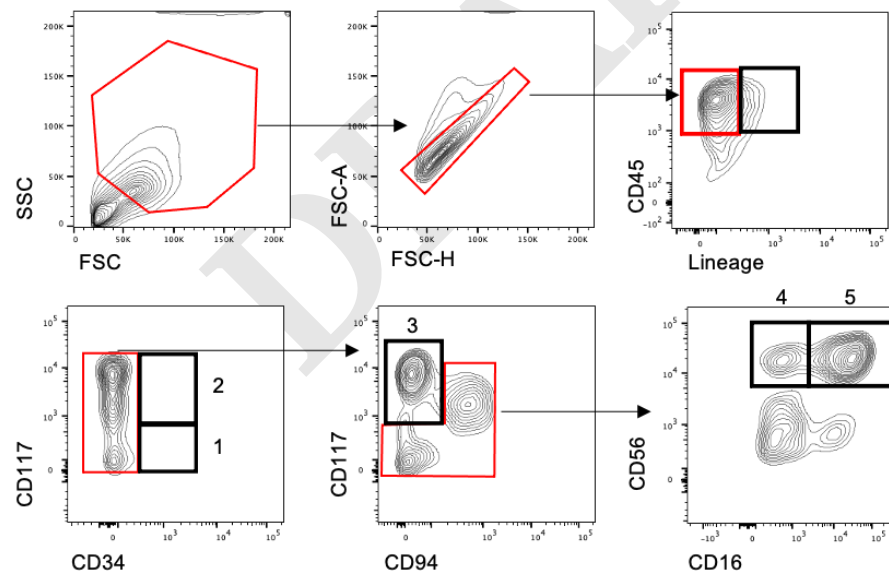 200K
150K
100K
50K
0
0
50K
100K
150K
200K
SSC
FSC
200K
150K
100K
50K
0
0
50K
100K
150K
200K
FSC-A
FSC-H
10^5
10^4
10^3
10^2
0
-10^2
0
10^3
10^4
10^5
CD45
Lineage
10^5
10^4
10^3
0
0
10^3
10^4
10^5
2
1
CD117
CD34
3
10^5
10^4
10^3
0
0
10^3
10^4
10^5
CD117
CD94
4 5
10^5
10^4
10^3
0
-10^3
0
10^3
10^4
10^5
CD56
CD16